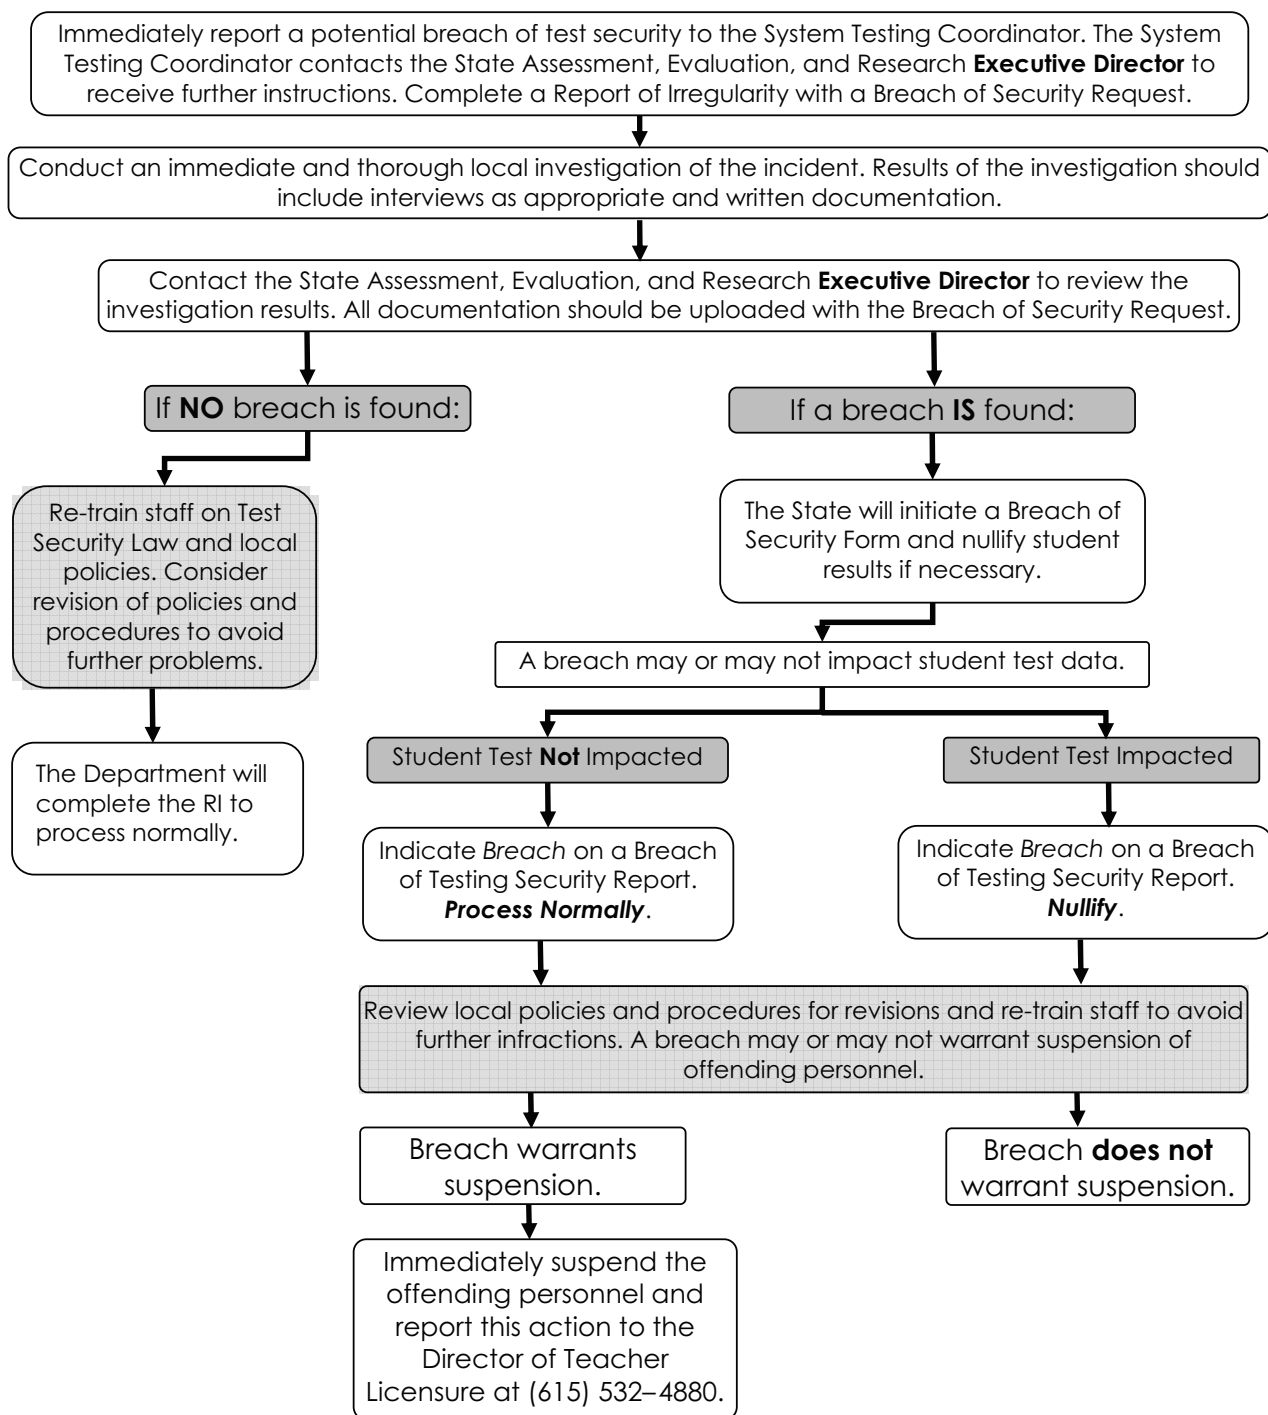 Immediately report a potential breach of test security to the System Testing Coordinator. The System
Testing Coordinator contacts the State Assessment, Evaluation, and Research Executive Director to
receive further instructions. Complete a Report of Irregularity with a Breach of Security Request.
Conduct an immediate and thorough local investigation of the incident. Results of the investigation should
include interviews as appropriate and written documentation.
Contact the State Assessment, Evaluation, and Research Executive Director to review the
investigation results. All documentation should be uploaded with the Breach of Security Request.
If NO breach is found:
Re-train staff on Test
Security Law and local
policies. Consider
revision of policies and
procedures to avoid
further problems.
The Department will
complete the RI to
process normally.
If a breach IS found:
The State will initiate a Breach of
Security Form and nullify student
results if necessary.
A breach may or may not impact student test data.
Student Test Not Impacted
Indicate Breach on a Breach
of Testing Security Report.
Process Normally.
Student Test Impacted
Indicate Breach on a Breach
of Testing Security Report.
Nullify.
Review local policies and procedures for revisions and re-train staff to avoid
further infractions. A breach may or may not warrant suspension of
offending personnel.
Breach warrants
suspension.
Immediately suspend the
offending personnel and
report this action to the
Director of Teacher
Licensure at (615) 532–4880.
Breach does not
warrant suspension.